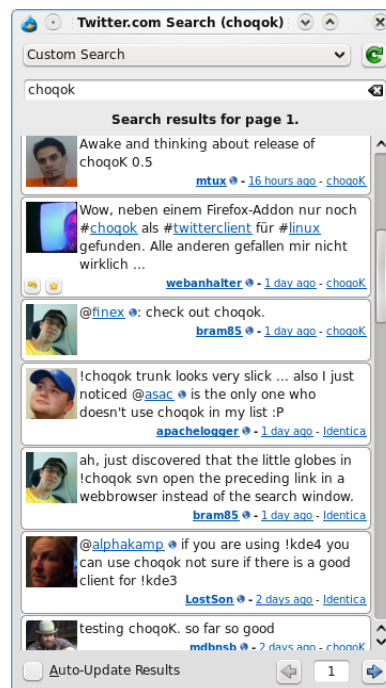 Twitter.com Search (choqok)
Custom Search
choqok
Search results for page 1.
Awake and thinking about release of
choqoK 0.5
mtux - 16 hours ago - choqoK
Wow, neben einem Firefox-Addon nur noch
#choqok als #twitterclient für #linux
gefunden. Alle anderen gefallen mir nicht
wirklich ...
webanhalter - 1 day ago - choqoK
@finex : check out choqok.
bram85 - 1 day ago - choqoK
!choqok trunk looks very slick ... also I just
noticed @asac is the only one who
doesn't use choqok in my list :P
apachelogger - 1 day ago - Identica
ah, just discovered that the little globes in
!choqok svn open the preceding link in a
webbrowser instead of the search window.
bram85 - 1 day ago - Identica
@alphakamp if you are using !kde4 you
can use choqok not sure if there is a good
client for !kde3
LostSon - 2 days ago - Identica
testing choqoK. so far so good
mdbnsb - 2 days ago - choqoK
Auto-Update Results
1